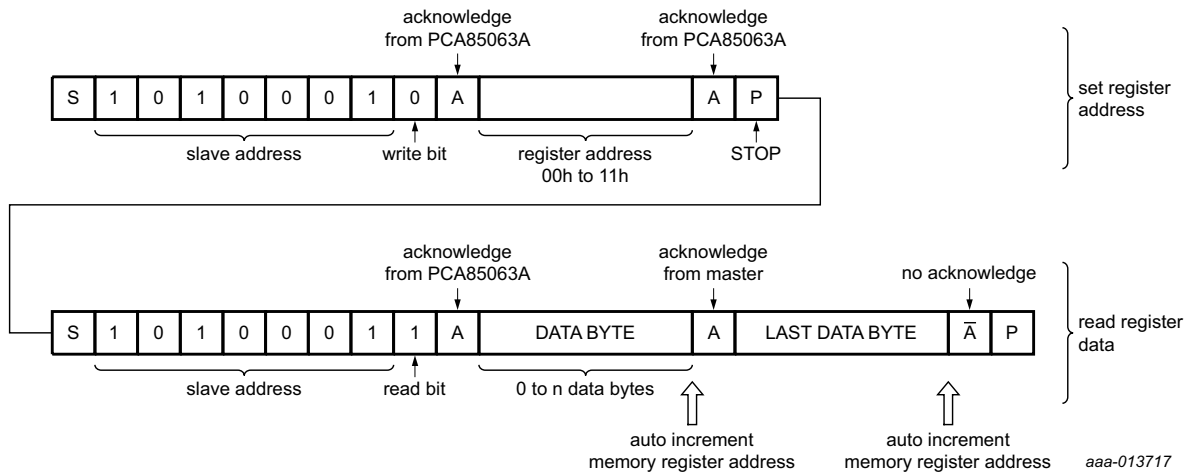 acknowledge
from PCA85063A
acknowledge
from PCA85063A
S 1 0 1 0 0 0 1 0 A A P
set register
address
slave address
write bit
register address
00h to 11h
STOP
acknowledge
from PCA85063A
acknowledge
from master
no acknowledge
S 1 0 1 0 0 0 1 1 A DATA BYTE A LAST DATA BYTE A̅ P
read register
data
slave address
read bit
0 to n data bytes
auto increment
memory register address
auto increment
memory register address
aaa-013717